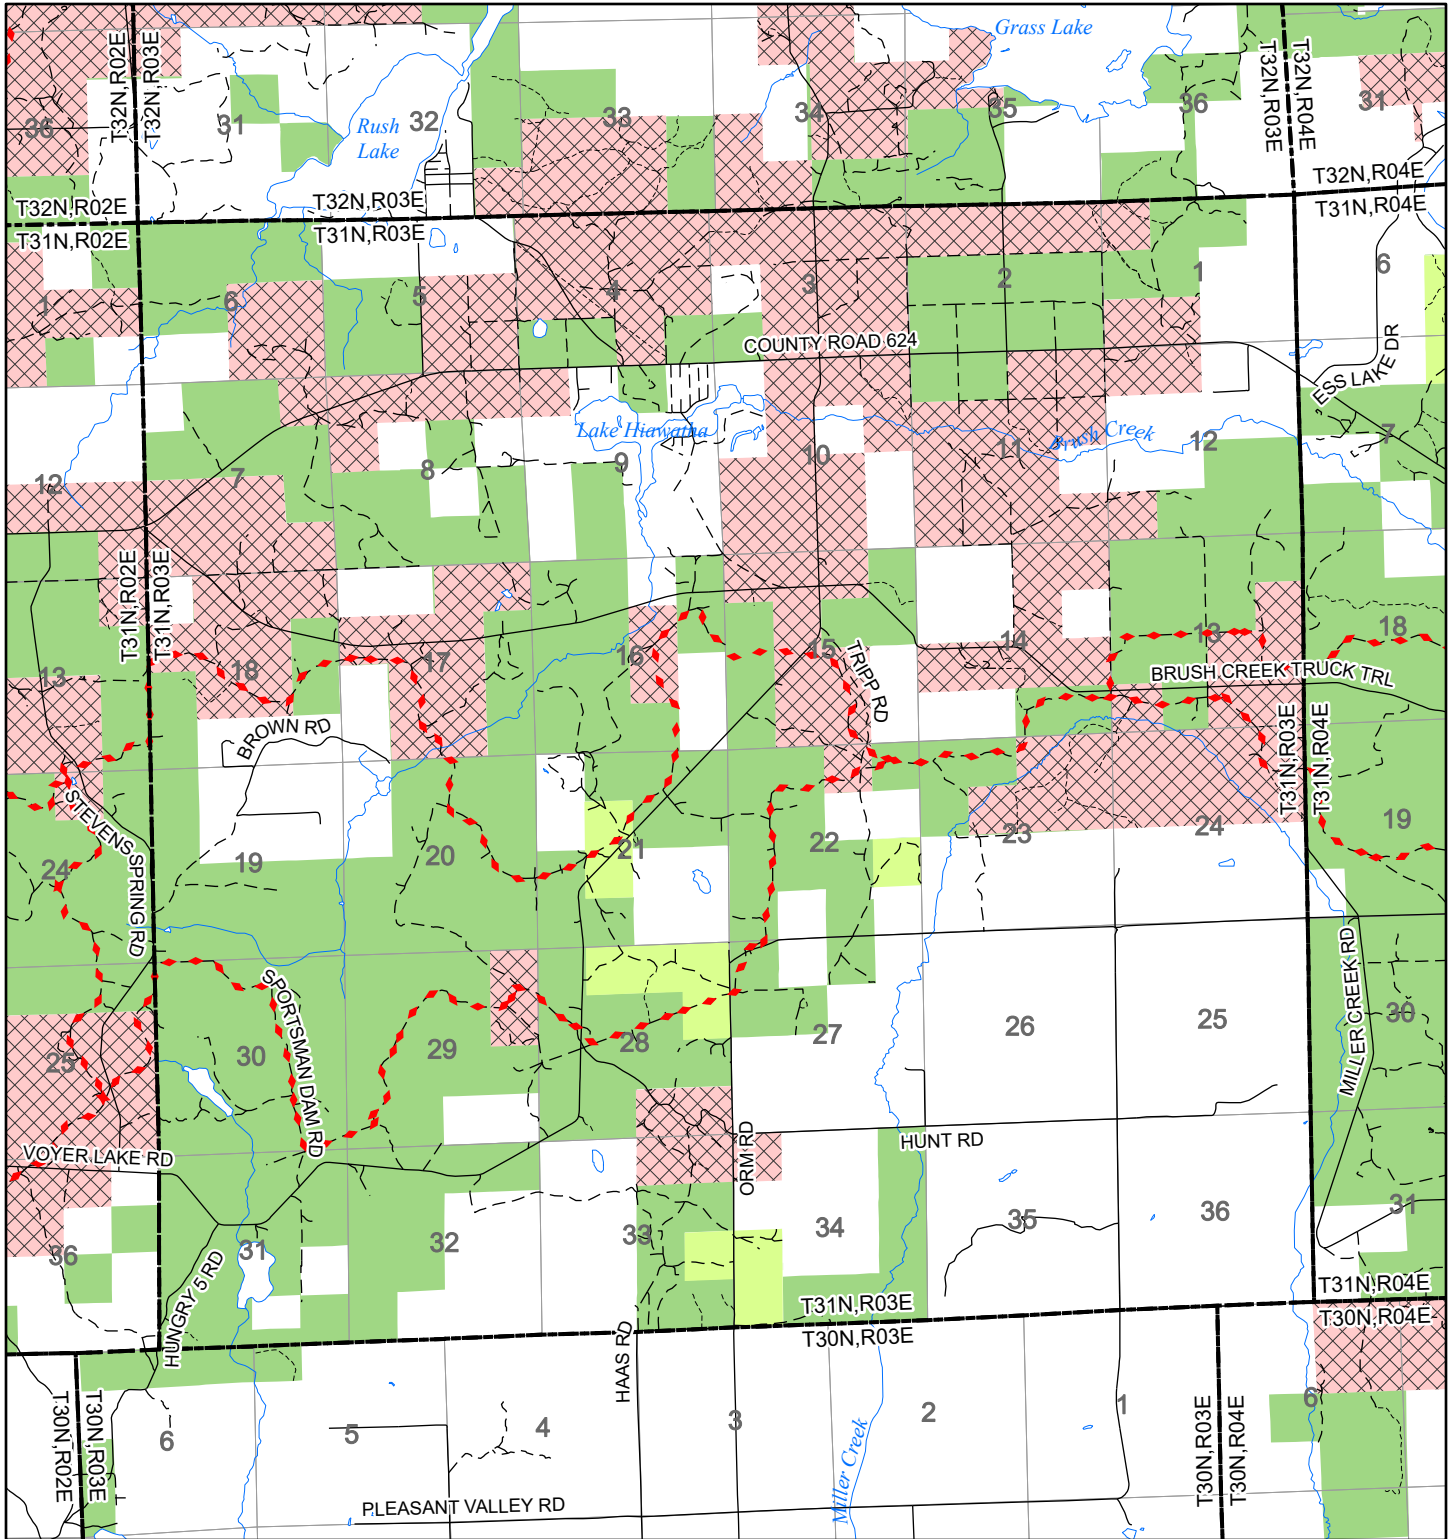 Grass Lake
T32N,R02E
T32N,R03E
T32N,R03E
T32N,R04E
36
31
32
33
34
35
36
31
Rush
Lake
T32N,R02E
T32N,R03E
T32N,R04E
T31N,R02E
T31N,R03E
T31N,R04E
1
6
5
4
3
2
1
6
COUNTY ROAD 624
ESS LAKE DR
Lake Hiawatha
Brush Creek
12
7
8
9
10
11
12
7
T31N,R02E
T31N,R03E
13
18
17
16
15
14
13
18
TRIPP RD
BRUSH CREEK TRUCK TRL
BROWN RD
T31N,R03E
T31N,R04E
STEVENS SPRING RD
24
19
20
21
22
23
24
19
SPORTSMAN DAM RD
MILLER CREEK RD
25
30
29
28
27
26
25
30
VOYER LAKE RD
ORM RD
HUNT RD
36
31
32
33
34
35
36
31
HUNGRY 5 RD
T31N,R03E
T31N,R04E
T30N,R03E
T30N,R04E
HAAS RD
T30N,R02E
T30N,R03E
6
5
4
3
2
1
6
T30N,R03E
T30N,R04E
Miller Creek
PLEASANT VALLEY RD